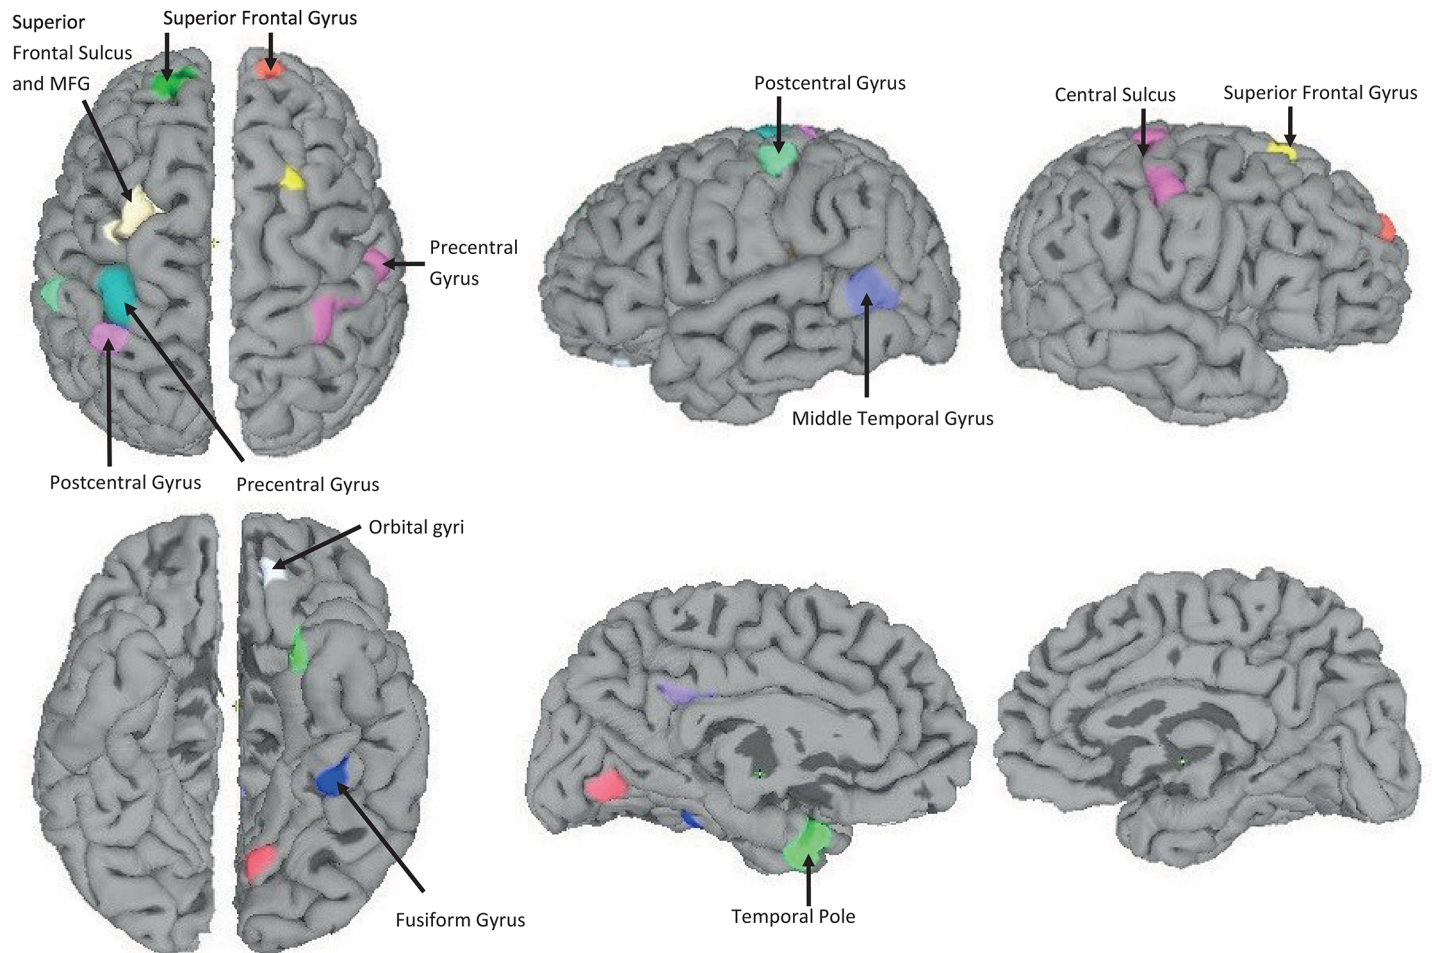 Superior
Frontal Sulcus
and MFG
Superior Frontal Gyrus
Precentral
Gyrus
Postcentral Gyrus
Precentral Gyrus
Postcentral Gyrus
Middle Temporal Gyrus
Central Sulcus
Superior Frontal Gyrus
Orbital gyri
Fusiform Gyrus
Temporal Pole